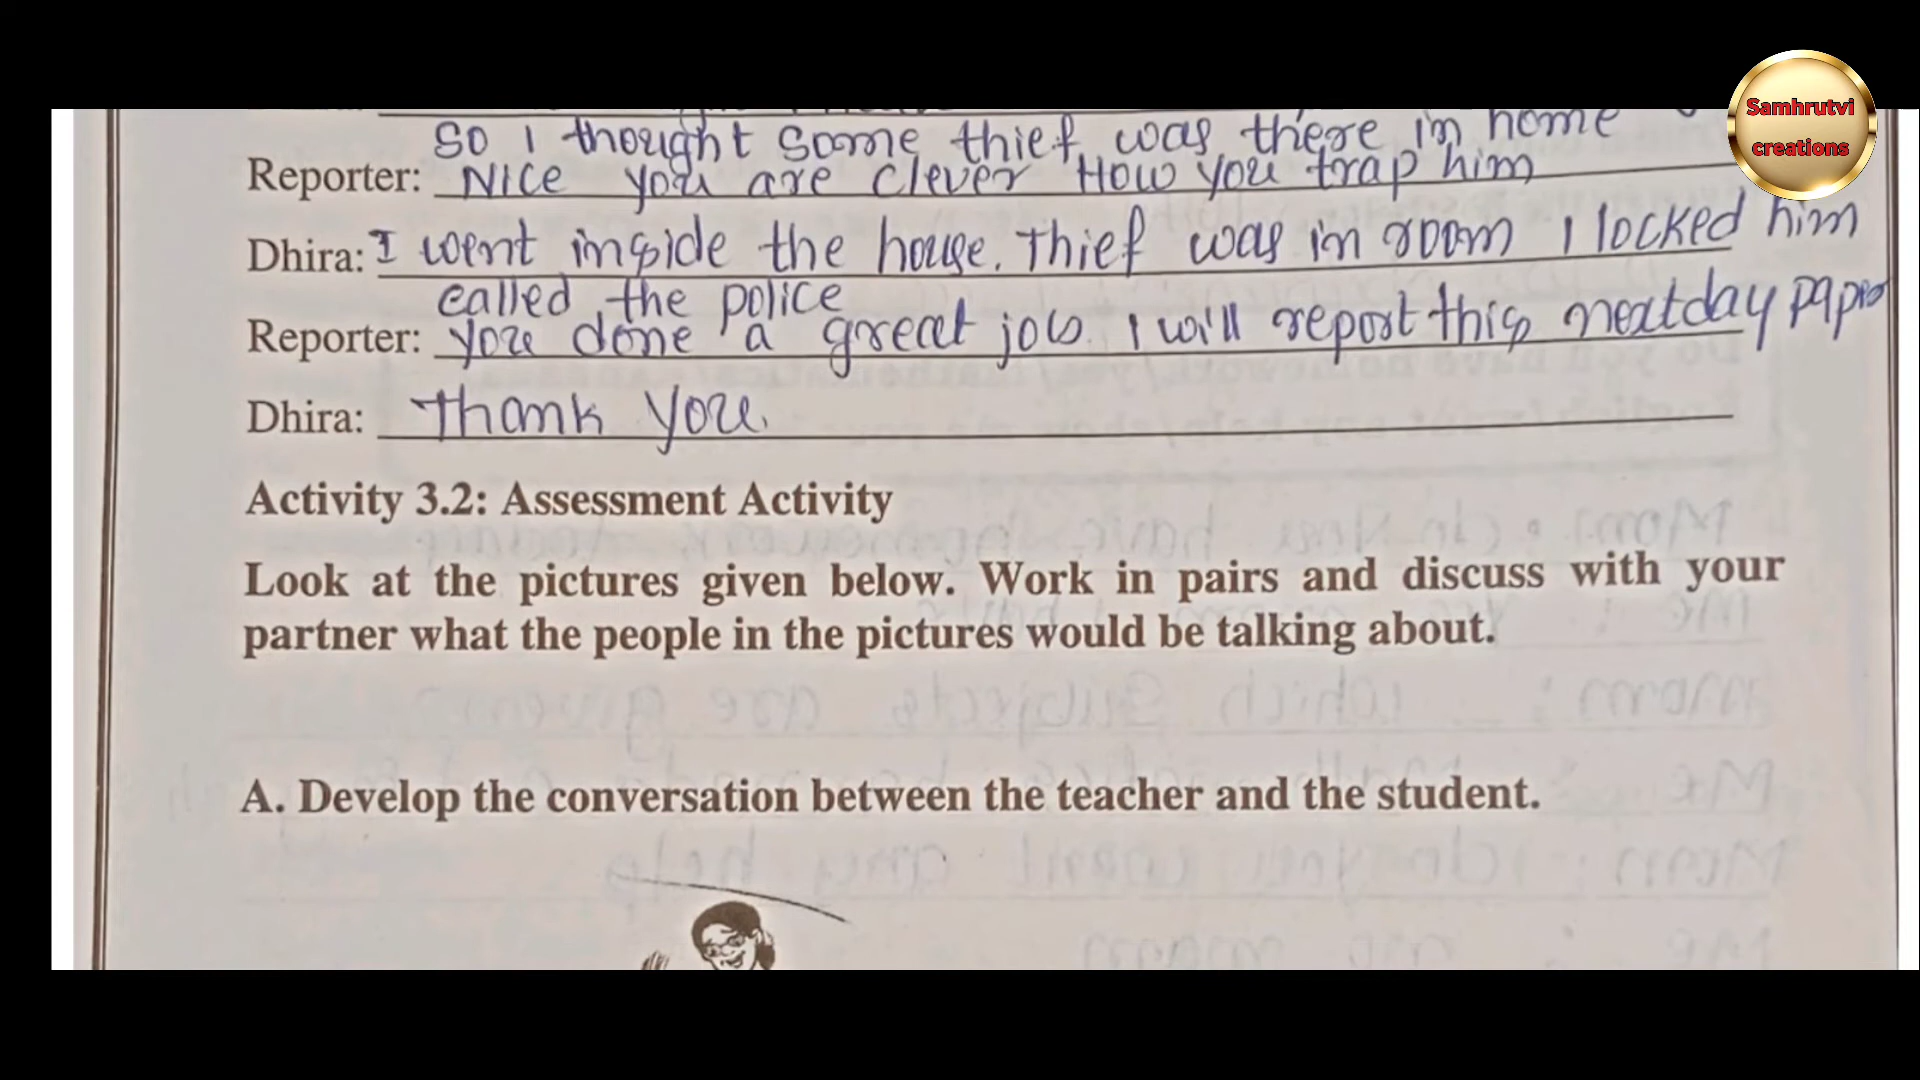 Samhrutvi
creations
So I thought some thief was there in home
Reporter: Nice you are clever How you trap him
Dhira: I went inside the house. Thief was in room I locked him
called the police
Reporter: you done a great job. I will report this nextday paper
Dhira: Thank you.
Activity 3.2: Assessment Activity
Look at the pictures given below. Work in pairs and discuss with your
partner what the people in the pictures would be talking about.
A. Develop the conversation between the teacher and the student.